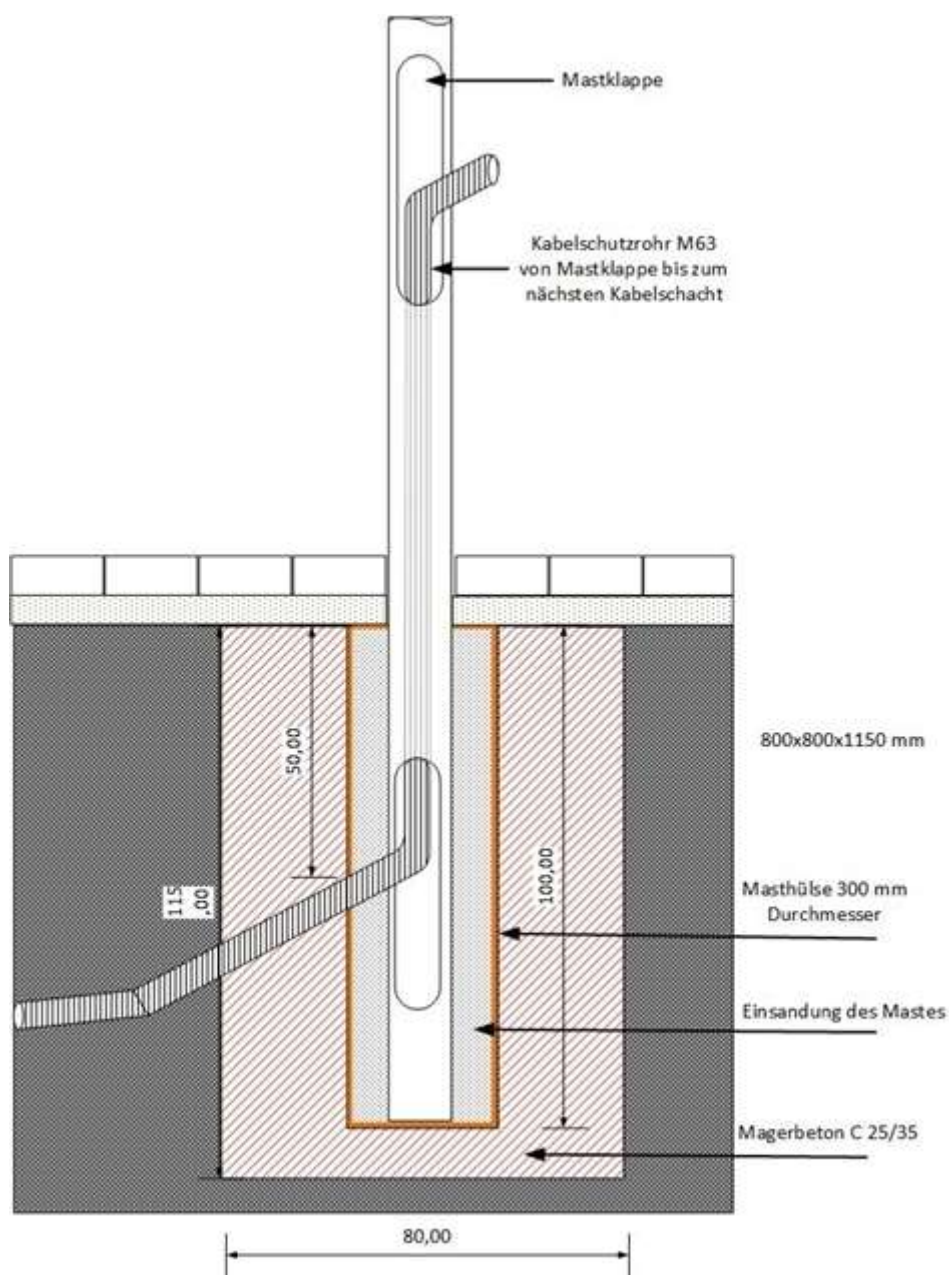 Mastklappe
Kabelschutzrohr M63
von Mastklappe bis zum
nächsten Kabelschacht
50,00
115
,00
100,00
800x800x1150 mm
Masthülse 300 mm
Durchmesser
Einsandung des Mastes
Magerbeton C 25/35
80,00